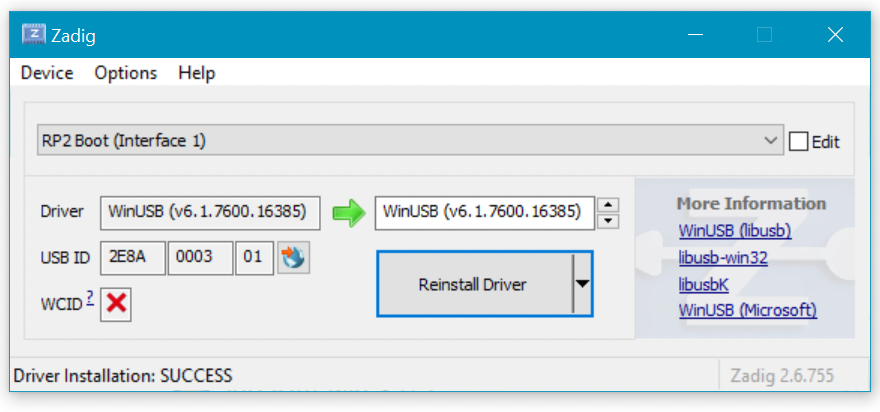 Zadig
Device Options Help
RP2 Boot (Interface 1) Edit
Driver WinUSB (v6.1.7600.16385) WinUSB (v6.1.7600.16385)
USB ID 2E8A 0003 01
WCID ?
Reinstall Driver
More Information
WinUSB (libusb)
libusb-win32
libusbK
WinUSB (Microsoft)
Driver Installation: SUCCESS Zadig 2.6.755